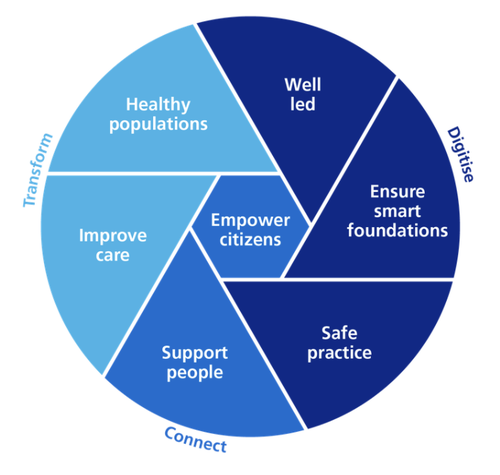 Well
led
Healthy
populations
Transform
Digitise
Ensure
smart
foundations
Empower
citizens
Improve
care
Safe
practice
Support
people
Connect